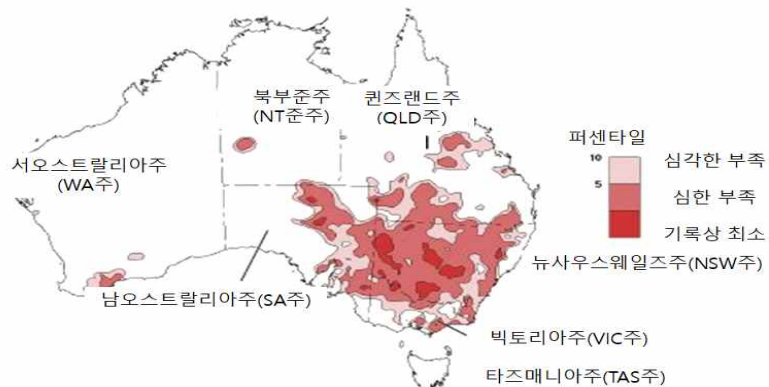 북부준주
(NT준주)
퀸즈랜드주
(QLD주)
서오스트랄리아주
(WA주)
퍼센타일
10
심각한 부족
5
심한 부족
기록상 최소
뉴사우스웨일즈주(NSW주)
남오스트랄리아주(SA주)
빅토리아주(VIC주)
타즈매니아주(TAS주)